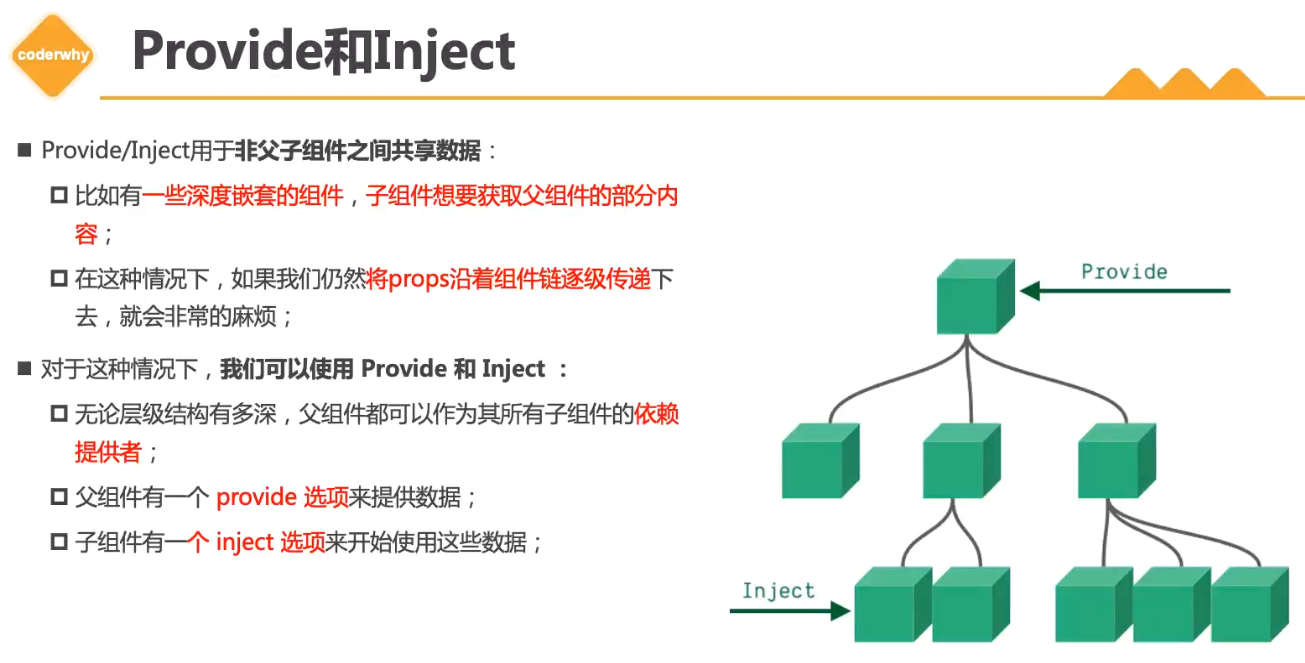 coderwhy
Provide和Inject
■ Provide/Inject用于非父子组件之间共享数据：
比如有一些深度嵌套的组件，子组件想要获取父组件的部分内
容；
在这种情况下，如果我们仍然将props沿着组件链逐级传递下
去，就会非常的麻烦；
■ 对于这种情况下，我们可以使用 Provide 和 Inject ：
无论层级结构有多深，父组件都可以作为其所有子组件的依赖
提供者；
父组件有一个 provide 选项来提供数据；
子组件有一个 inject 选项来开始使用这些数据；
Provide
Inject